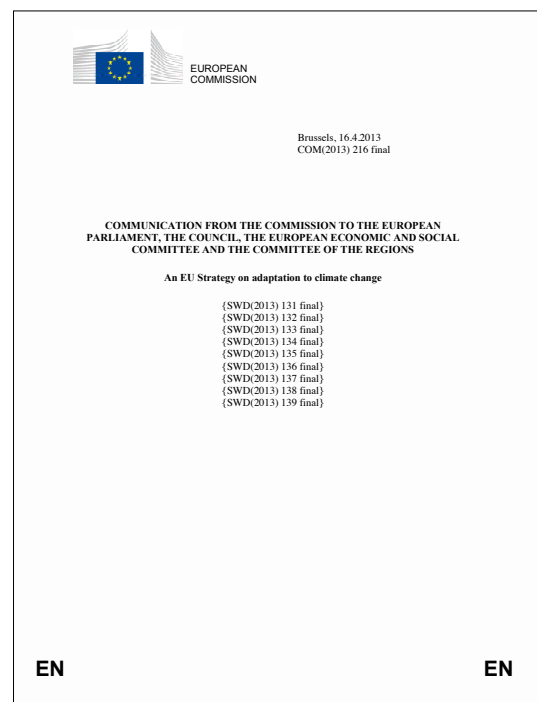 EUROPEAN
COMMISSION
Brussels, 16.4.2013
COM(2013) 216 final
COMMUNICATION FROM THE COMMISSION TO THE EUROPEAN
PARLIAMENT, THE COUNCIL, THE EUROPEAN ECONOMIC AND SOCIAL
COMMITTEE AND THE COMMITTEE OF THE REGIONS
An EU Strategy on adaptation to climate change
{SWD(2013) 131 final}
{SWD(2013) 132 final}
{SWD(2013) 133 final}
{SWD(2013) 134 final}
{SWD(2013) 135 final}
{SWD(2013) 136 final}
{SWD(2013) 137 final}
{SWD(2013) 138 final}
{SWD(2013) 139 final}
EN EN